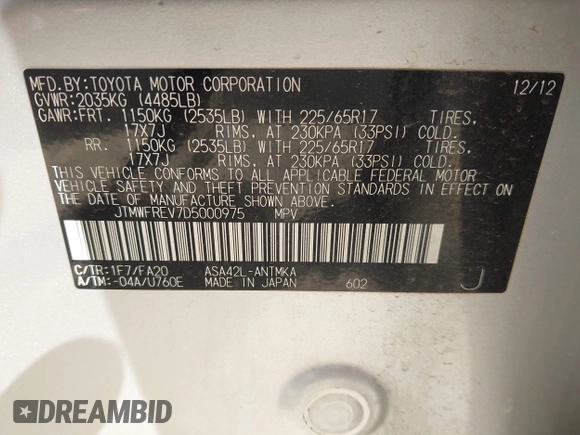 MFD.BY:TOYOTA MOTOR CORPORATION 12/12
GVWR:2035KG (4485LB)
GAWR:FRT. 1150KG (2535LB) WITH 225/65R17 TIRES.
17X7J RIMS. AT 230KPA (33PSI) COLD.
RR. 1150KG (2535LB) WITH 225/65R17 TIRES.
17X7J RIMS. AT 230KPA (33PSI) COLD.
THIS VEHICLE CONFORMS TO ALL APPLICABLE FEDERAL MOTOR
VEHICLE SAFETY AND THEFT PREVENTION STANDARDS IN EFFECT ON
THE DATE OF MANUFACTURE SHOWN ABOVE.
JTMWFREV7D5000975 MPV
C/TR:1F7/FA20 ASA42L-ANTMKA
A/TM:-04A/U760E MADE IN JAPAN 602 J
DREAMBID